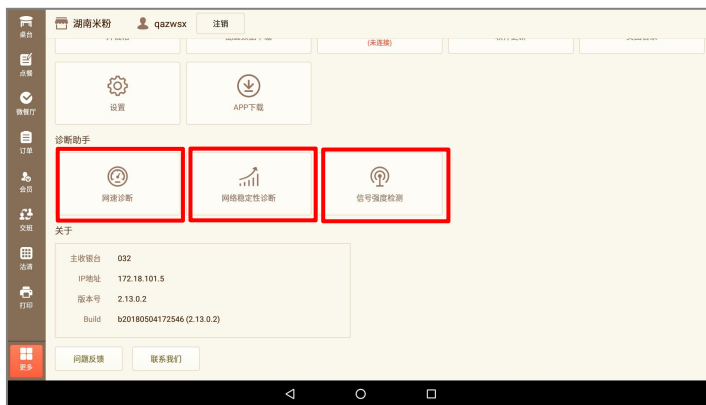 湖南米粉
qazwsx
注销
桌台
点餐
微餐厅
订单
会员
交班
沽清
打印
更多
(未连接)
设置
APP下载
诊断助手
网速诊断
网络稳定性诊断
信号强度检测
关于
主收银台 032
IP地址 172.18.101.5
版本号 2.13.0.2
Build b20180504172546 (2.13.0.2)
问题反馈
联系我们